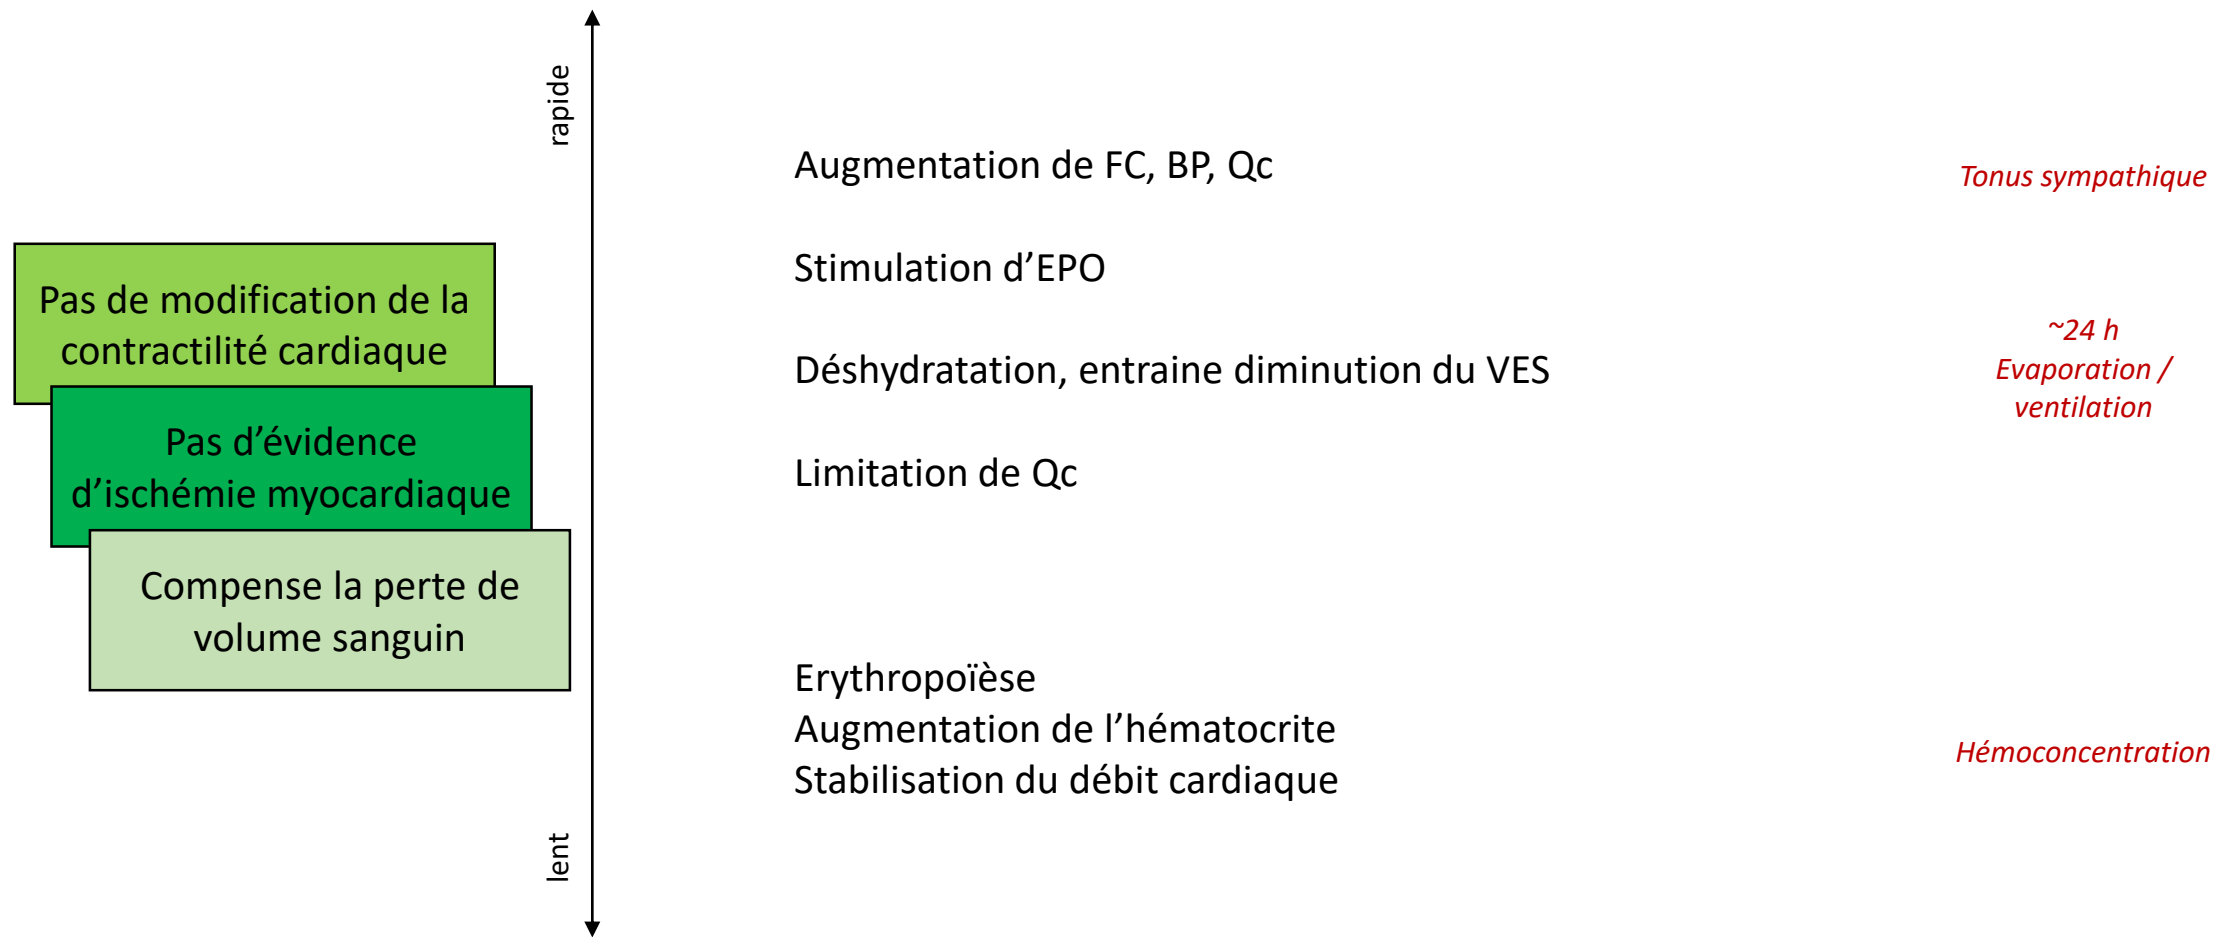 rapide
Augmentation de FC, BP, Qc
Tonus sympathique
Stimulation d’EPO
Pas de modification de la
contractilité cardiaque
~24 h
Evaporation /
ventilation
Déshydratation, entraine diminution du VES
Pas d’évidence
d’ischémie myocardiaque
Limitation de Qc
Compense la perte de
volume sanguin
Erythropoïèse
Augmentation de l’hématocrite
Stabilisation du débit cardiaque
Hémoconcentration
lent